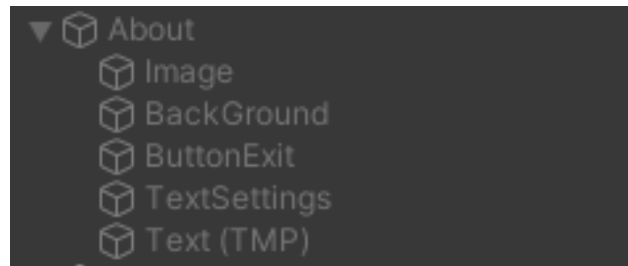 About
Image
BackGround
ButtonExit
TextSettings
Text (TMP)